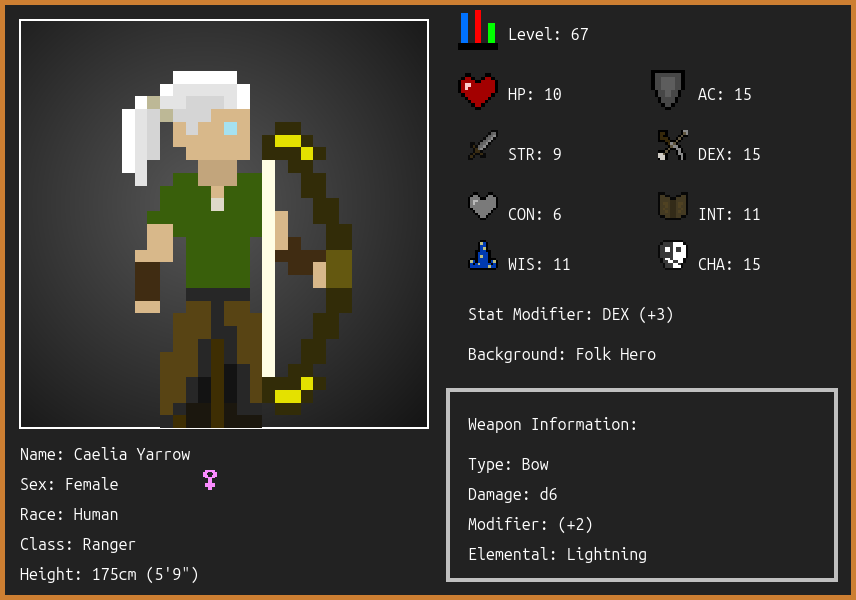 Level: 67
HP: 10
AC: 15
STR: 9
DEX: 15
CON: 6
INT: 11
WIS: 11
CHA: 15
Stat Modifier: DEX (+3)
Background: Folk Hero
Weapon Information:
Type: Bow
Damage: d6
Modifier: (+2)
Elemental: Lightning
Name: Caelia Yarrow
Sex: Female
Race: Human
Class: Ranger
Height: 175cm (5'9")